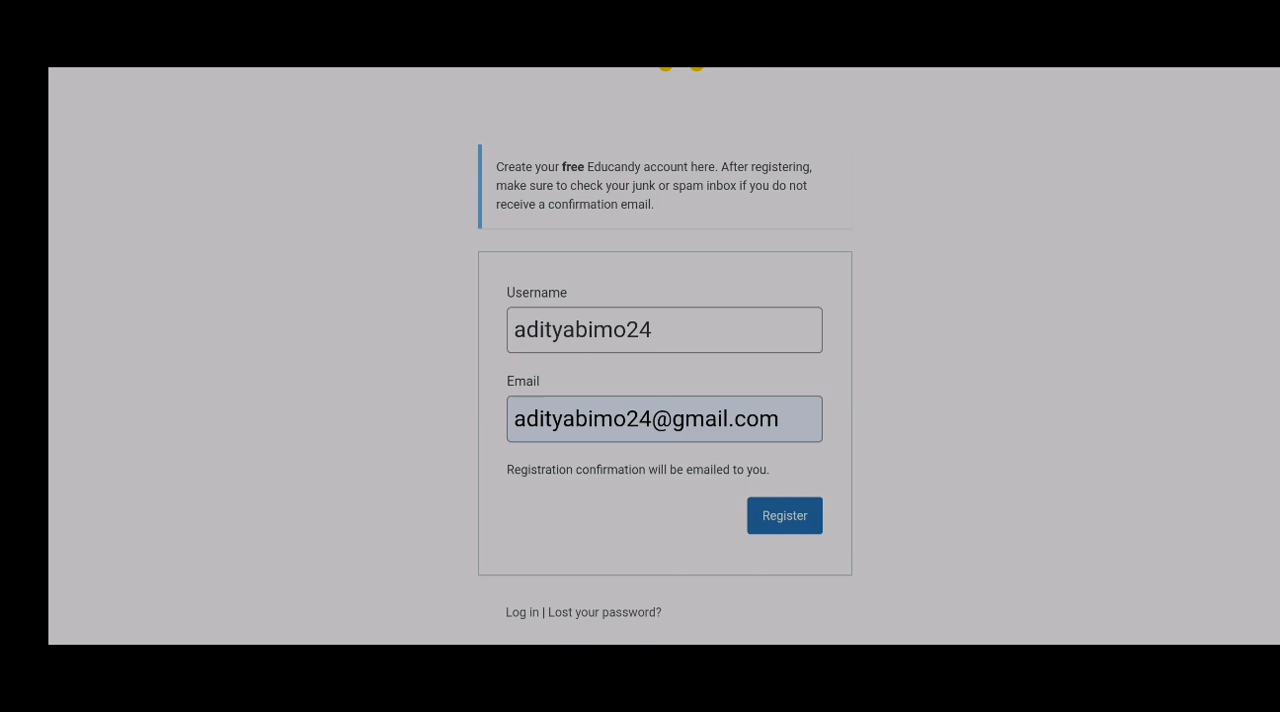 Create your free Educandy account here. After registering,
make sure to check your junk or spam inbox if you do not
receive a confirmation email.
Username
adityabimo24
Email
adityabimo24@gmail.com
Registration confirmation will be emailed to you.
Register
Log in | Lost your password?